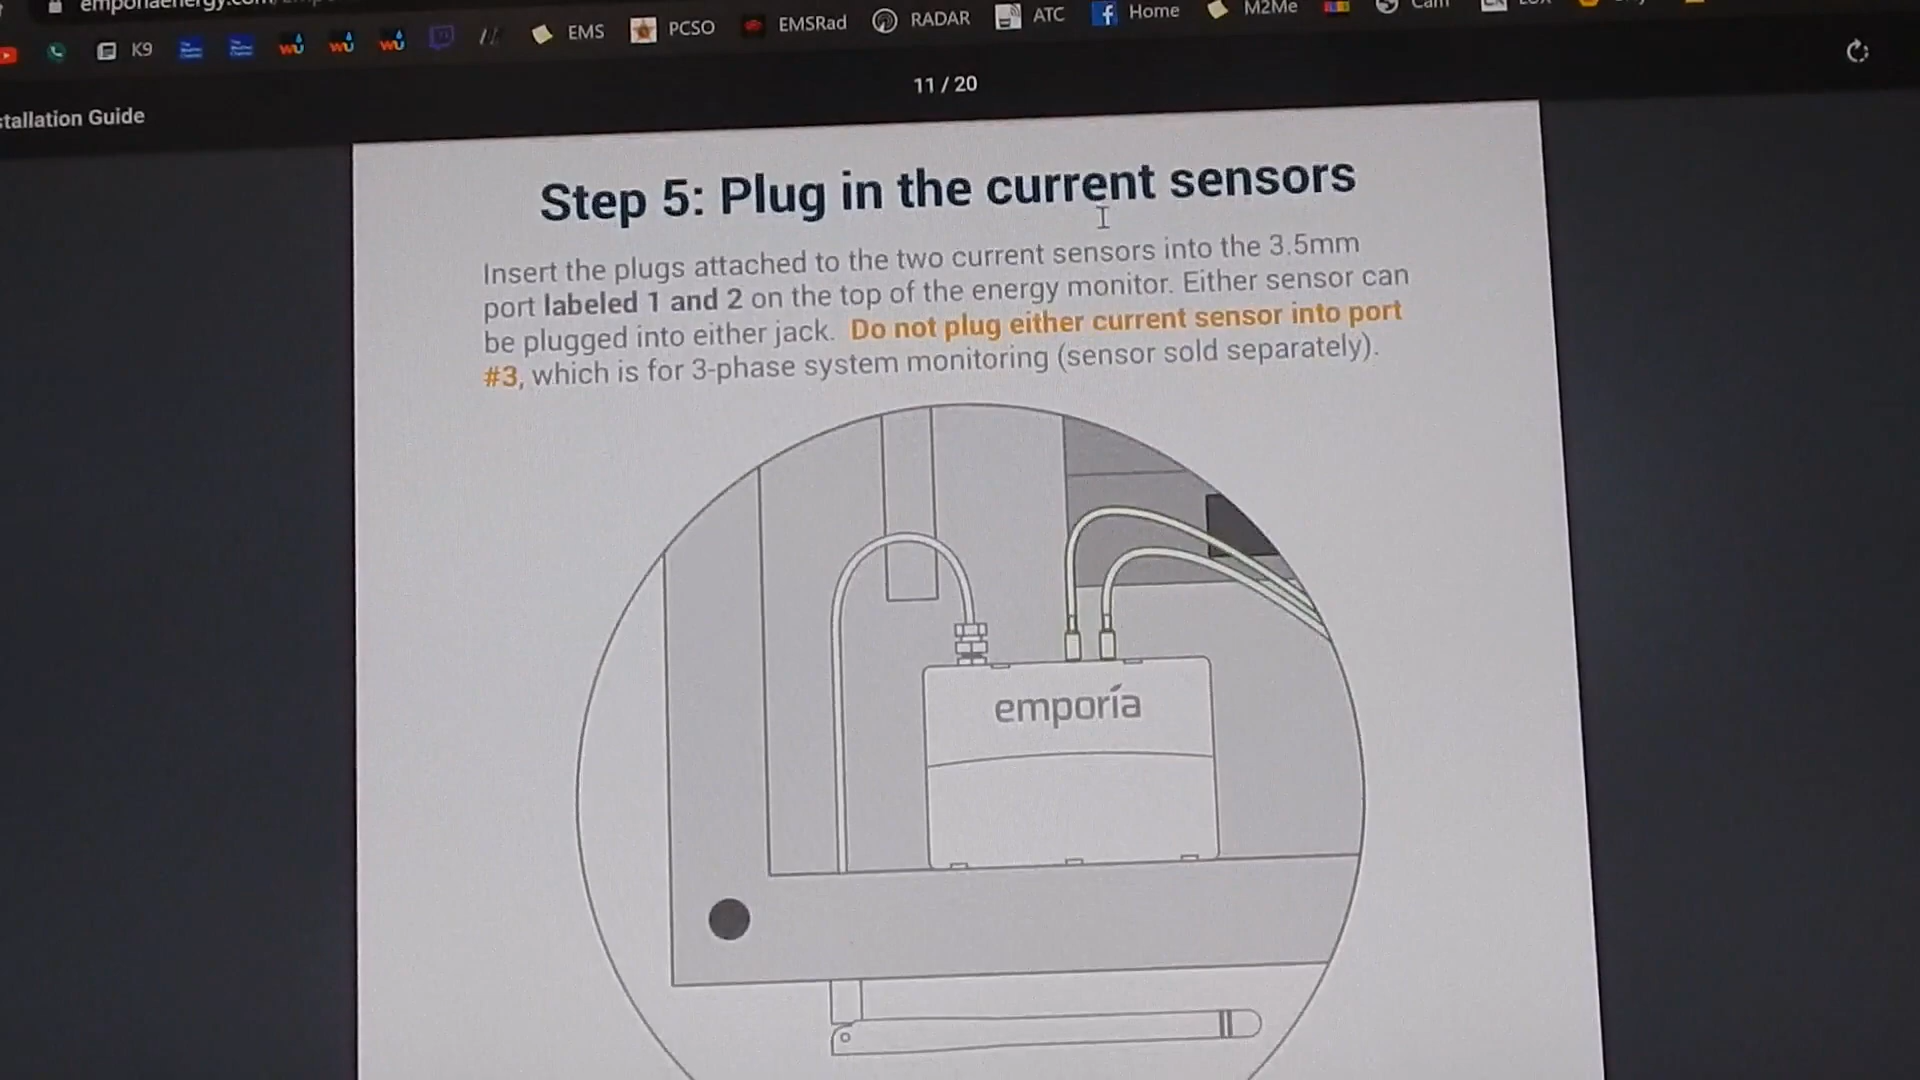 K9
EMS
PCSO
EMSRad
RADAR
ATC
Home
M2Me
11 / 20
stallation Guide
Step 5: Plug in the current sensors
Insert the plugs attached to the two current sensors into the 3.5mm
port labeled 1 and 2 on the top of the energy monitor. Either sensor can
be plugged into either jack. Do not plug either current sensor into port
#3, which is for 3-phase system monitoring (sensor sold separately).
emporia